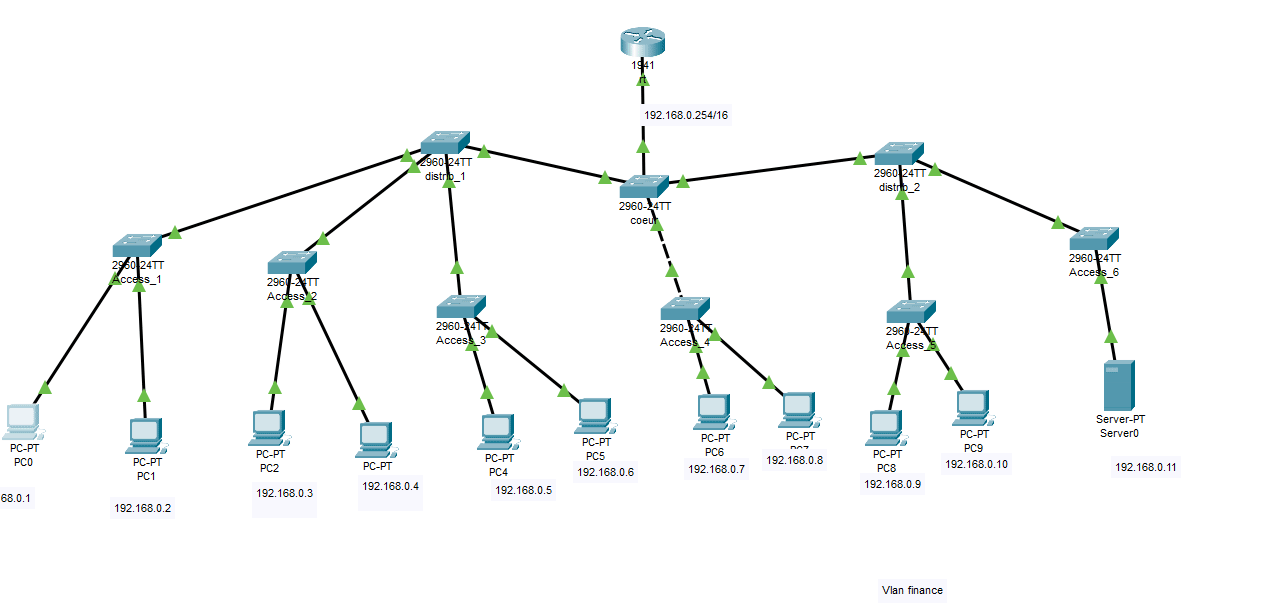 1941
192.168.0.254/16
2960-24TT
distrib_1
2960-24TT
distrib_2
2960-24TT
coeur
2960-24TT
Access_1
2960-24TT
Access_2
2960-24TT
Access_3
2960-24TT
Access_4
2960-24TT
Access_5
2960-24TT
Access_6
PC-PT
PC0
PC-PT
PC1
PC-PT
PC2
PC-PT
PC-PT
PC4
PC-PT
PC5
PC-PT
PC6
PC-PT
PC7
PC-PT
PC8
PC-PT
PC9
Server-PT
Server0
68.0.1
192.168.0.2
192.168.0.3
192.168.0.4
192.168.0.5
192.168.0.6
192.168.0.7
192.168.0.8
192.168.0.9
192.168.0.10
192.168.0.11
Vlan finance